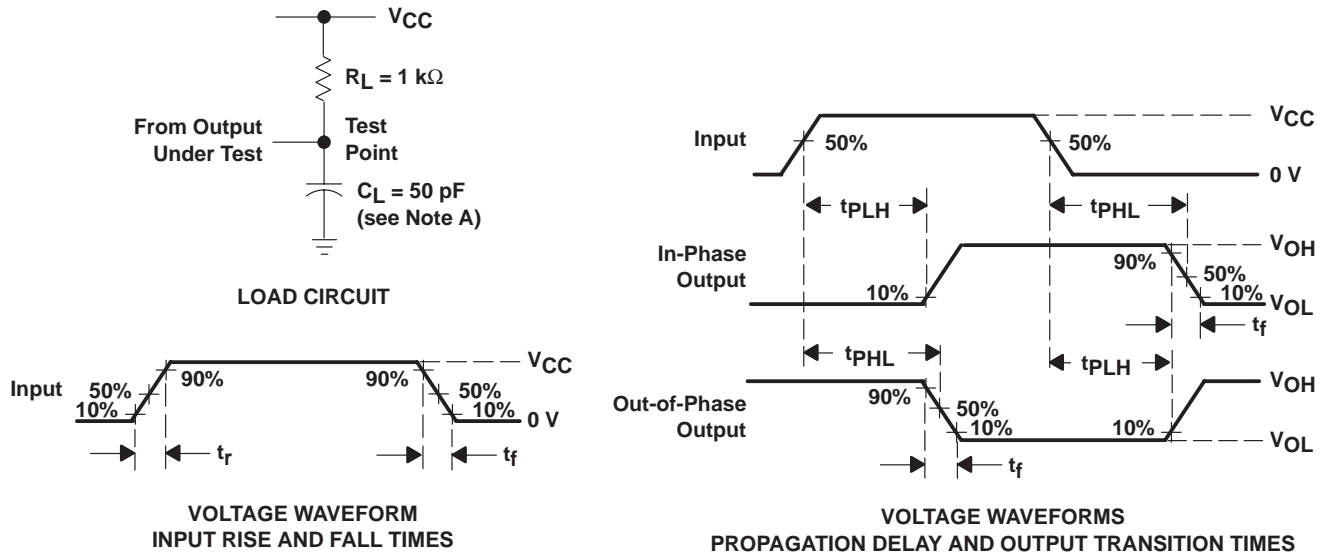 VCC
RL = 1 kΩ
From Output
Under Test
Test
Point
CL = 50 pF
(see Note A)
LOAD CIRCUIT
Input
50%
10%
90%
90%
50%
10%
VCC
0 V
tr
tf
VOLTAGE WAVEFORM
INPUT RISE AND FALL TIMES
Input
50%
50%
VCC
0 V
tPLH
tPHL
In-Phase
Output
10%
90%
50%
10%
VOH
VOL
tf
tPHL
tPLH
Out-of-Phase
Output
90%
50%
10%
10%
VOH
VOL
tf
VOLTAGE WAVEFORMS
PROPAGATION DELAY AND OUTPUT TRANSITION TIMES